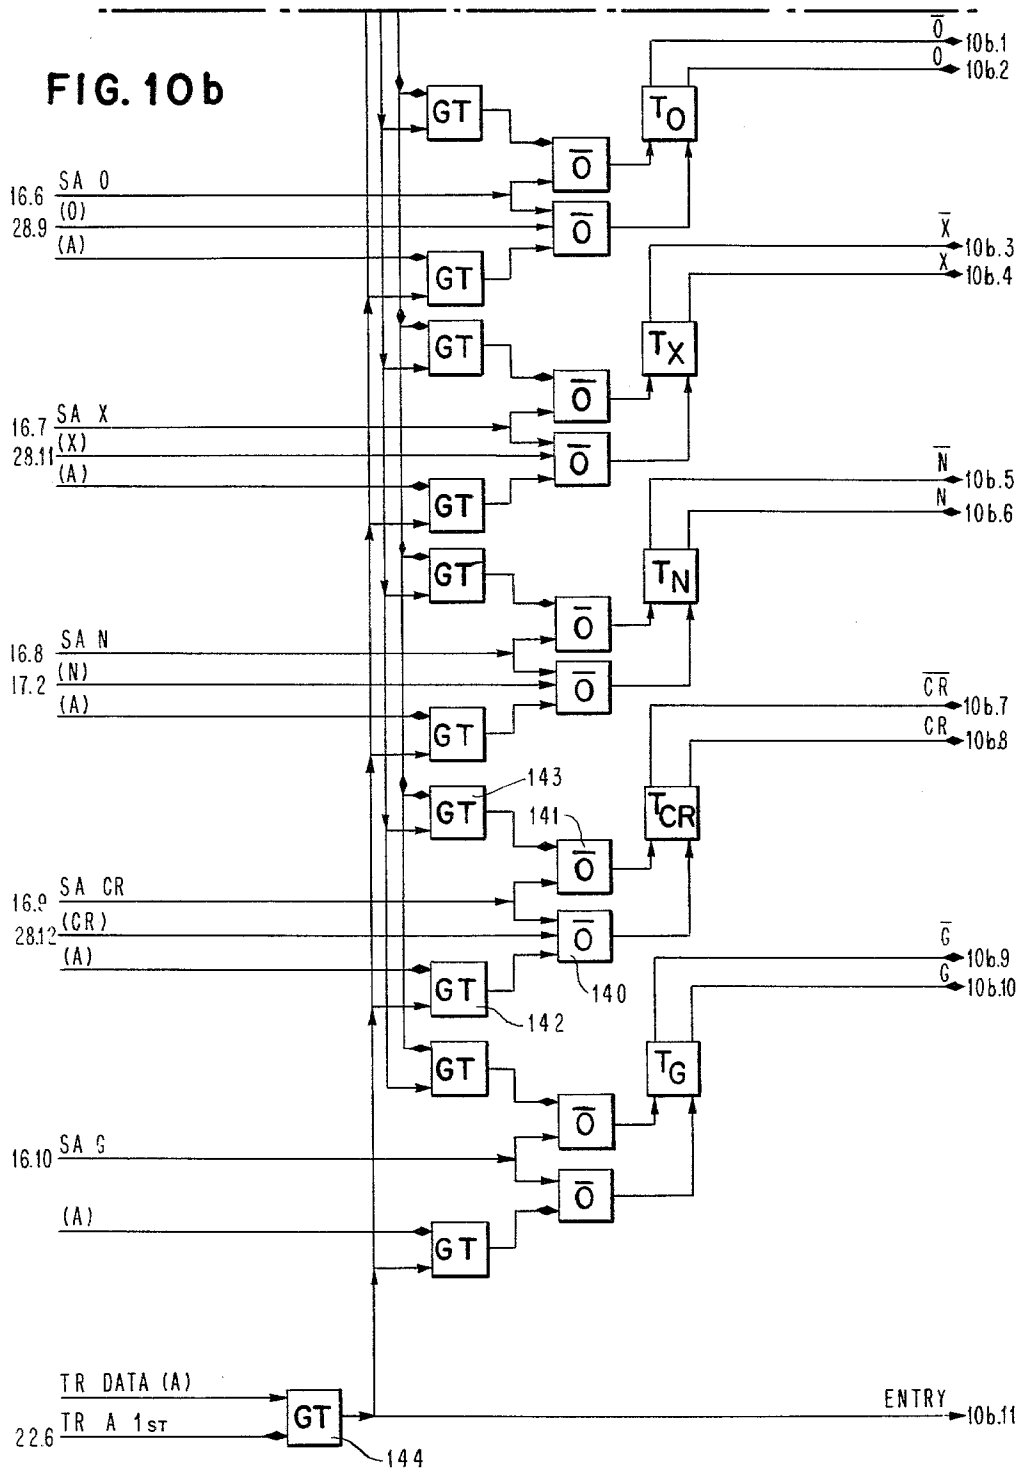 FIG. 10b
O̅
10b.1
O
10b.2
GT
T_O
O̅
SA O
16.6
(O)
28.9
O̅
(A)
GT
X̅
10b.3
X
10b.4
GT
T_X
O̅
SA X
16.7
(X)
28.11
O̅
(A)
GT
N̅
10b.5
N
10b.6
GT
T_N
O̅
SA N
16.8
(N)
17.2
O̅
(A)
GT
C̅R̅
10b.7
CR
10b.8
143
GT
141
T_CR
O̅
SA CR
16.9
(CR)
28.12
O̅
(A)
140
GT
142
G̅
10b.9
G
10b.10
GT
T_G
O̅
SA G
16.10
O̅
(A)
GT
TR DATA (A)
GT
ENTRY
10b.11
TR A 1ST
22.6
144